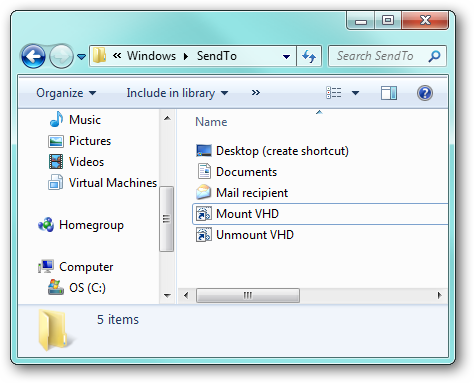 « Windows ▸ SendTo
Search SendTo
Organize Include in library »
Music
Pictures
Videos
Virtual Machines
Homegroup
Computer
OS (C:)
Name
Desktop (create shortcut)
Documents
Mail recipient
Mount VHD
Unmount VHD
5 items